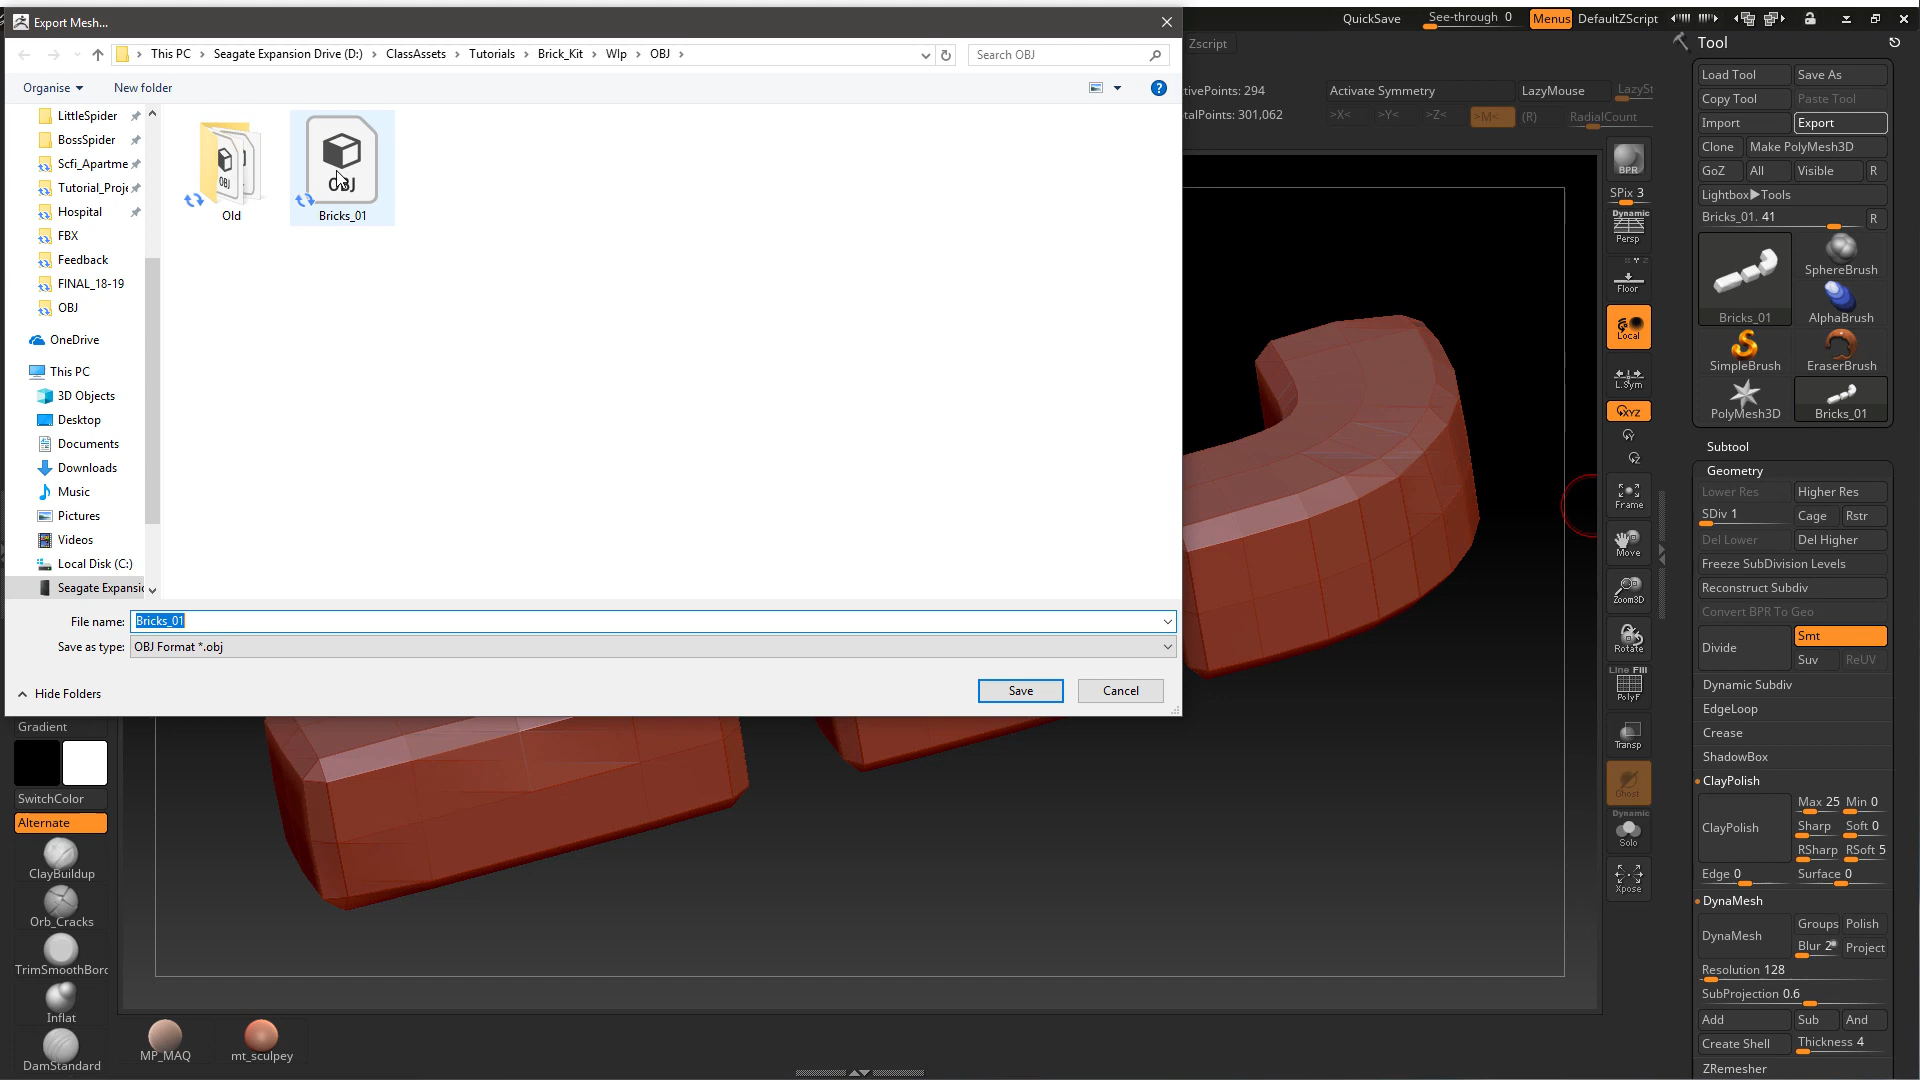 Export Mesh...
QuickSave
See-through 0
Menus
DefaultZScript
This PC
Seagate Expansion Drive (D:)
ClassAssets
Tutorials
Brick_Kit
WIp
OBJ
Search OBJ
Organise
New folder
LittleSpider
BossSpider
Scfi_Apartme
Tutorial_Proje
Hospital
FBX
Feedback
FINAL_18-19
OBJ
OneDrive
This PC
3D Objects
Desktop
Documents
Downloads
Music
Pictures
Videos
Local Disk (C:)
Seagate Expansio
Old
Bricks_01
File name:
Bricks_01
Save as type:
OBJ Format *.obj
Hide Folders
Save
Cancel
Zscript
tivePoints: 294
talPoints: 301,062
Activate Symmetry
LazyMouse
LazySt
>X<
>Y<
>Z<
>M<
(R)
RadialCount
BPR
SPix 3
Dynamic
Persp
Floor
Local
L.Sym
XYZ
Frame
Move
Zoom3D
Rotate
Line Fill
PolyF
Transp
Ghost
Dynamic
Solo
Xpose
Tool
Load Tool
Save As
Copy Tool
Paste Tool
Import
Export
Clone
Make PolyMesh3D
GoZ
All
Visible
R
Lightbox▶Tools
Bricks_01. 41
R
Bricks_01
SphereBrush
AlphaBrush
SimpleBrush
EraserBrush
PolyMesh3D
Bricks_01
Subtool
Geometry
Lower Res
Higher Res
SDiv 1
Cage
Rstr
Del Lower
Del Higher
Freeze SubDivision Levels
Reconstruct Subdiv
Convert BPR To Geo
Divide
Smt
Suv
ReUV
Dynamic Subdiv
EdgeLoop
Crease
ShadowBox
ClayPolish
ClayPolish
Max 25
Min 0
Sharp
Soft 0
RSharp
RSoft 5
Edge 0
Surface 0
DynaMesh
DynaMesh
Groups
Polish
Blur 2
Project
Resolution 128
SubProjection 0.6
Add
Sub
And
Create Shell
Thickness 4
ZRemesher
Gradient
SwitchColor
Alternate
ClayBuildup
Orb_Cracks
TrimSmoothBorc
Inflat
DamStandard
MP_MAQ
mt_sculpey